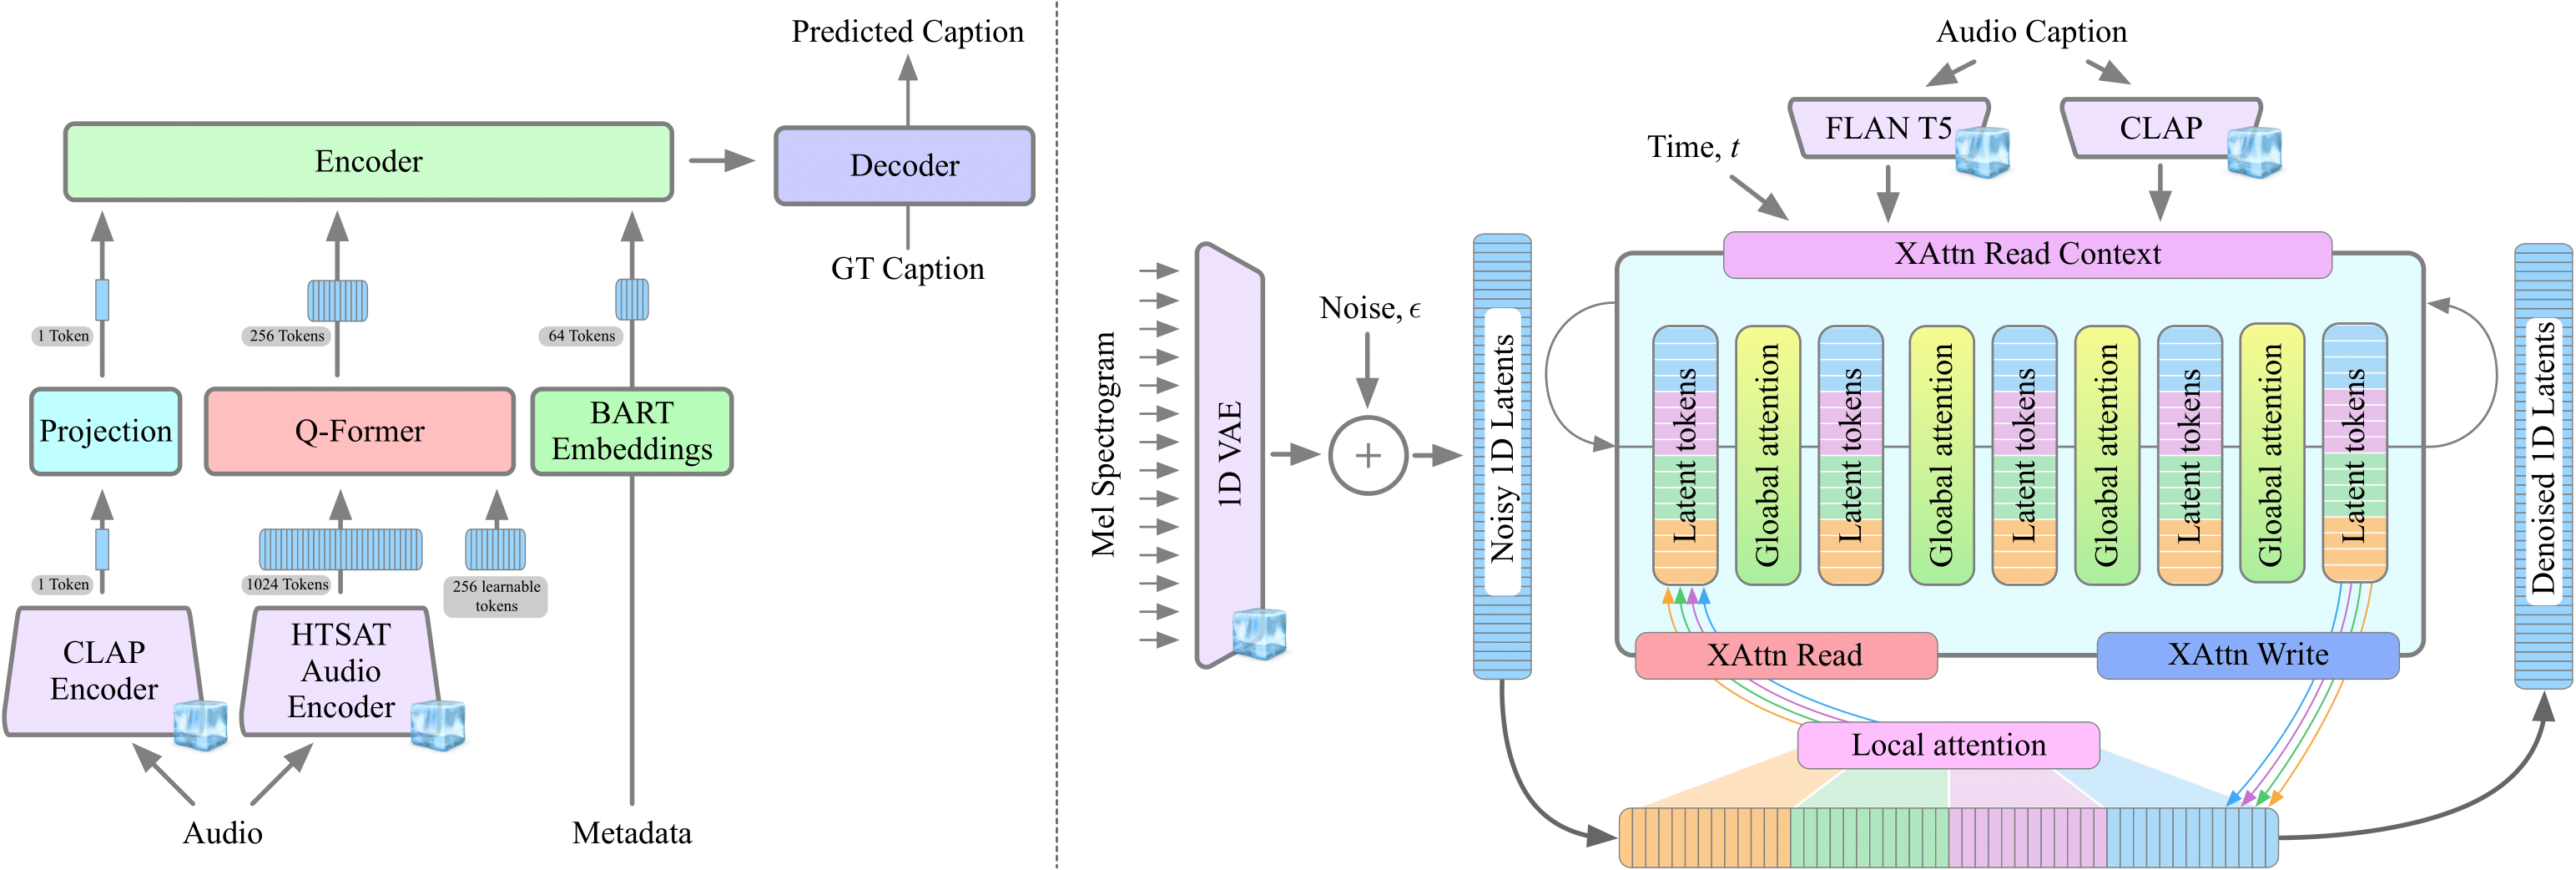 Predicted Caption
Encoder
Decoder
GT Caption
1 Token
256 Tokens
64 Tokens
Projection
Q-Former
BART
Embeddings
1 Token
1024 Tokens
256 learnable
tokens
CLAP
Encoder
HTSAT
Audio
Encoder
Audio
Metadata
Audio Caption
FLAN T5
CLAP
Time, t
XAttn Read Context
Mel Spectrogram
1D VAE
Noise, ϵ
+
Noisy 1D Latents
Latent tokens
Gloabal attention
Latent tokens
Gloabal attention
Latent tokens
Gloabal attention
Latent tokens
Gloabal attention
Latent tokens
Denoised 1D Latents
XAttn Read
XAttn Write
Local attention